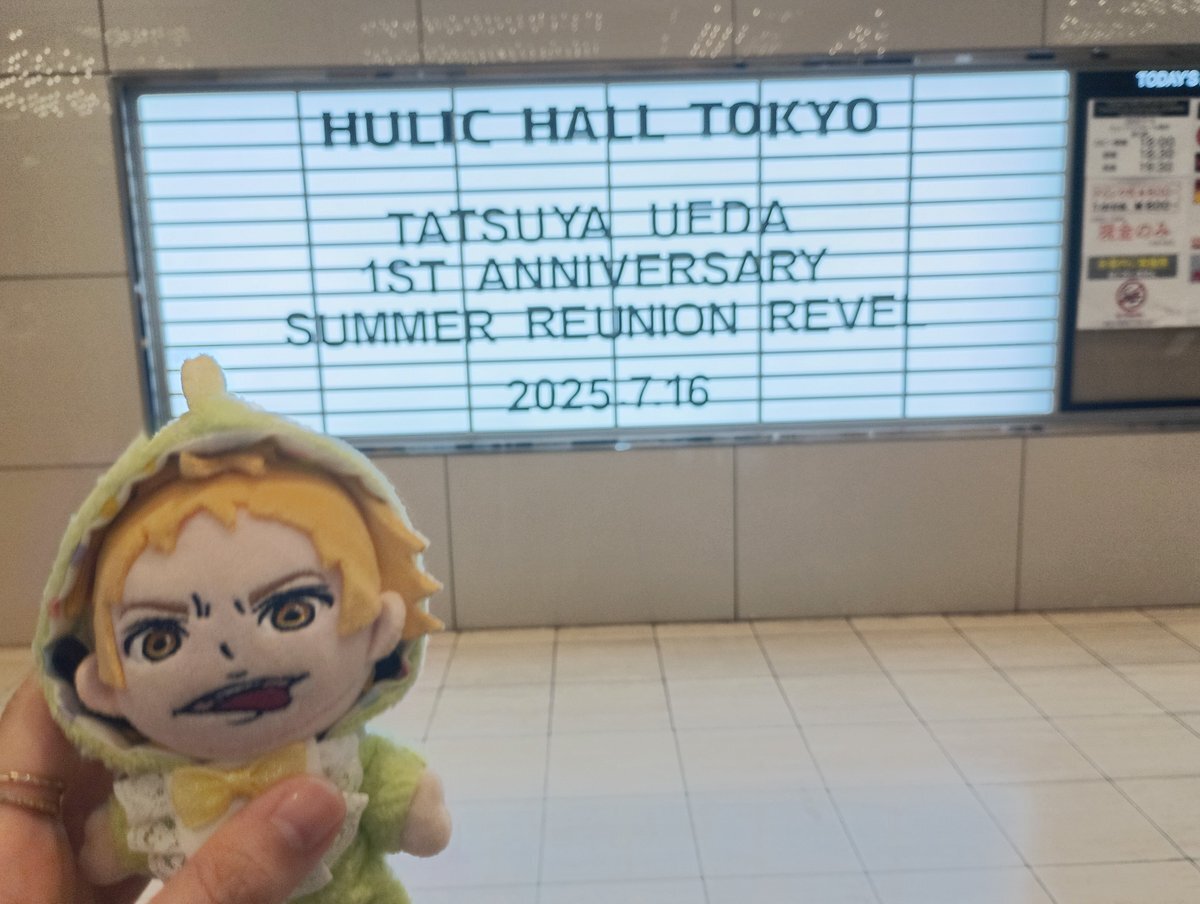 HULIC HALL TOKYO
TATSUYA UEDA
1ST ANNIVERSARY
SUMMER REUNION REVEL
2025.7.16
TODAY'S
現金のみ